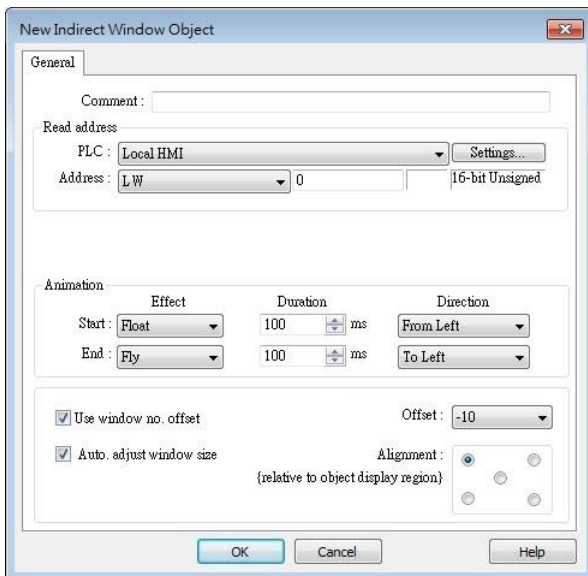 New Indirect Window Object
General
Comment :
Read address
PLC : Local HMI Settings...
Address : LW 0 16-bit Unsigned
Animation
Effect Duration Direction
Start : Float 100 ms From Left
End : Fly 100 ms To Left
Use window no. offset Offset : -10
Auto. adjust window size Alignment :
{relative to object display region}
OK Cancel Help